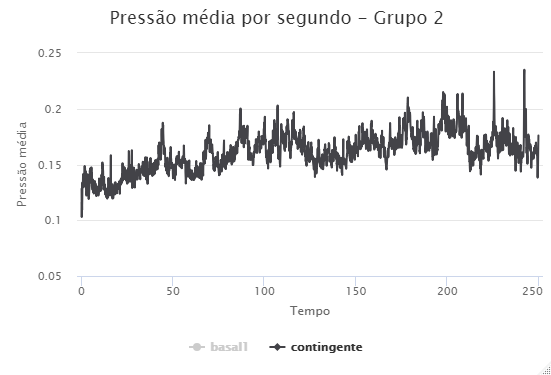 Pressão média por segundo - Grupo 2
0.25
0.2
0.15
0.1
0.05
Pressão média
0 50 100 150 200 250
Tempo
basal1 contingente